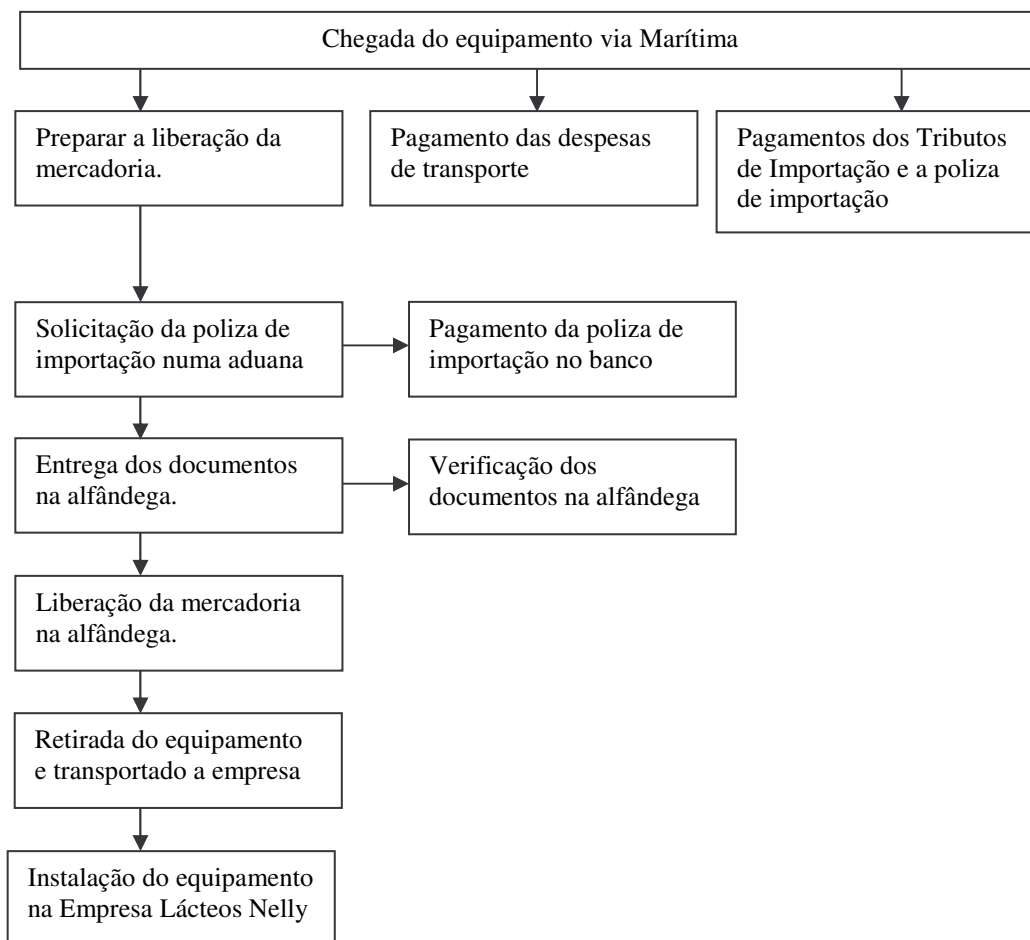 Chegada do equipamento via Marítima
Preparar a liberação da
mercadoria.
Pagamento das despesas
de transporte
Pagamentos dos Tributos
de Importação e a poliza
de importação
Solicitação da poliza de
importação numa aduana
Pagamento da poliza de
importação no banco
Entrega dos documentos
na alfândega.
Verificação dos
documentos na alfândega
Liberação da mercadoria
na alfândega.
Retirada do equipamento
e transportado a empresa
Instalação do equipamento
na Empresa Lácteos Nelly